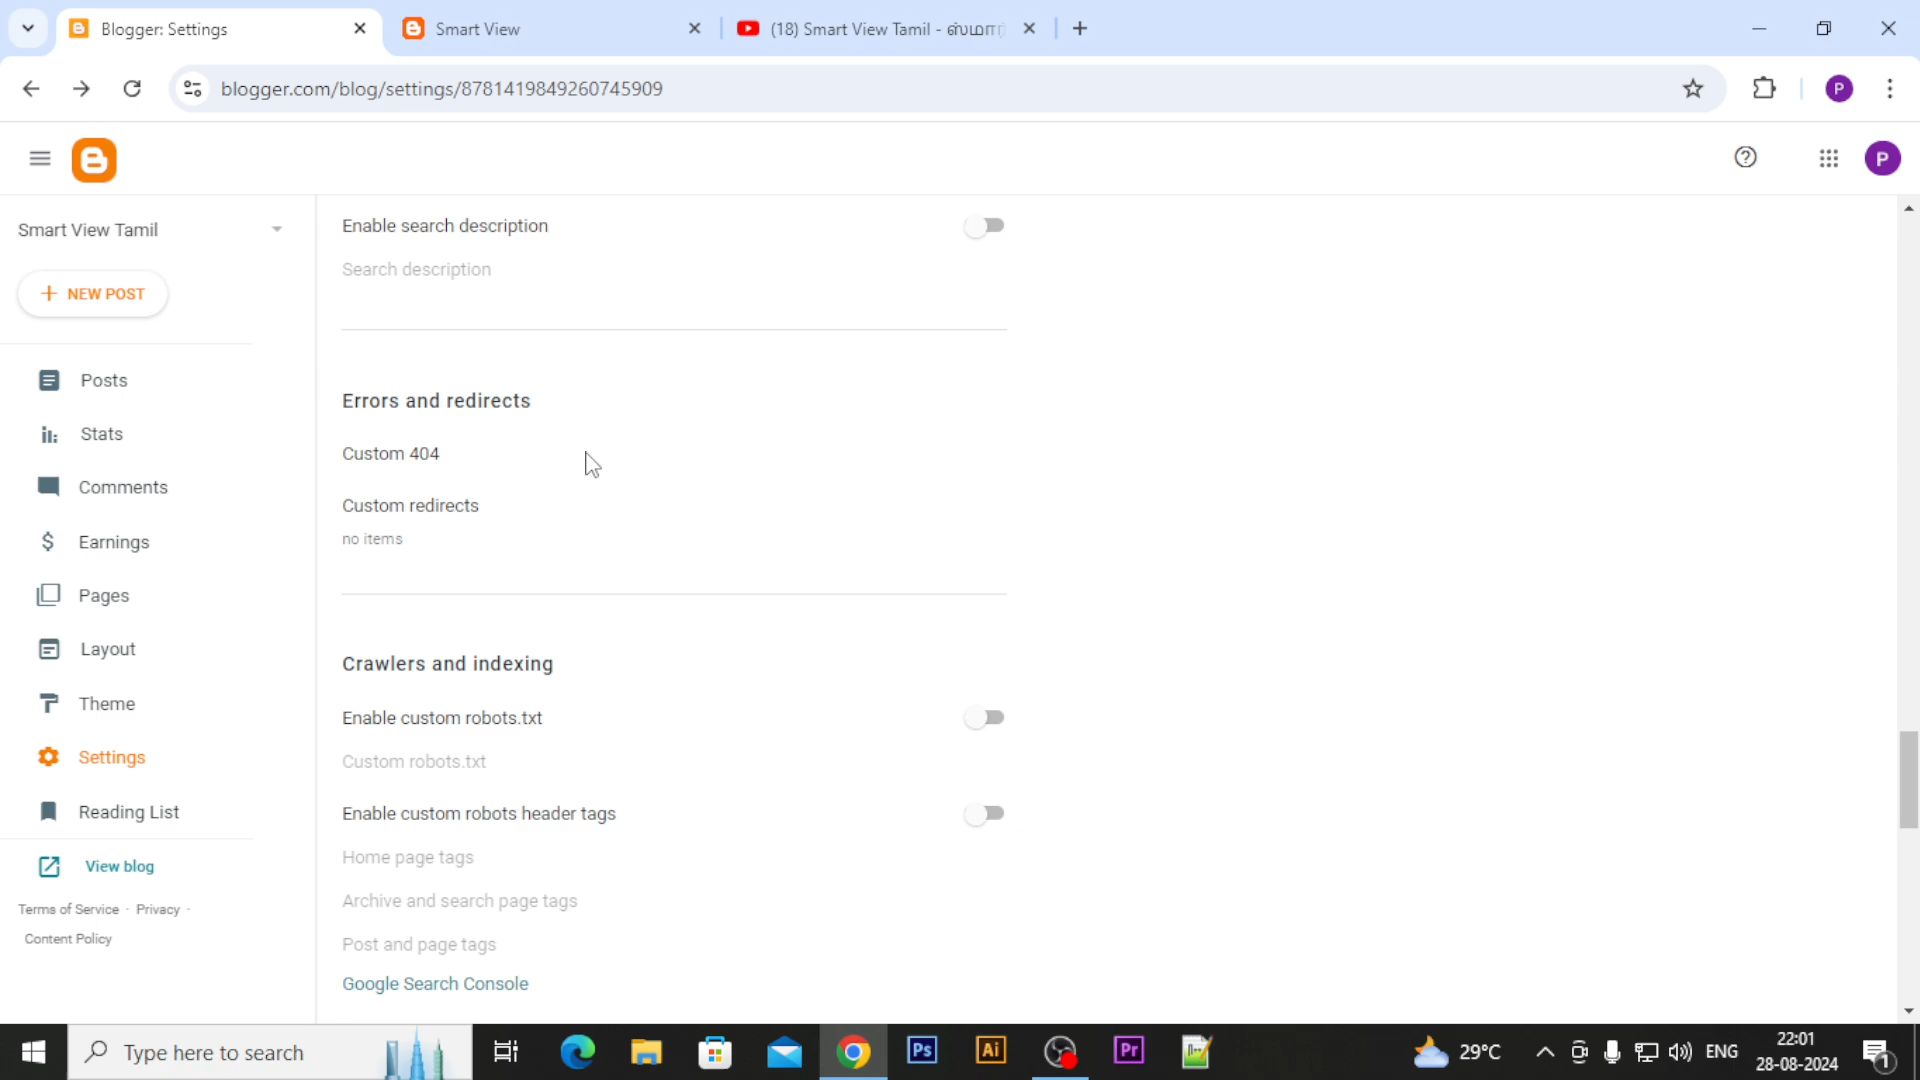 Blogger: Settings
Smart View
(18) Smart View Tamil - ஸ்மார்
blogger.com/blog/settings/8781419849260745909
P
P
Smart View Tamil
NEW POST
Posts
Stats
Comments
Earnings
Pages
Layout
Theme
Settings
Reading List
View blog
Terms of Service · Privacy ·
Content Policy
Enable search description
Search description
Errors and redirects
Custom 404
Custom redirects
no items
Crawlers and indexing
Enable custom robots.txt
Custom robots.txt
Enable custom robots header tags
Home page tags
Archive and search page tags
Post and page tags
Google Search Console
Type here to search
Ps
Ai
Pr
29°C
ENG
22:01
28-08-2024
1